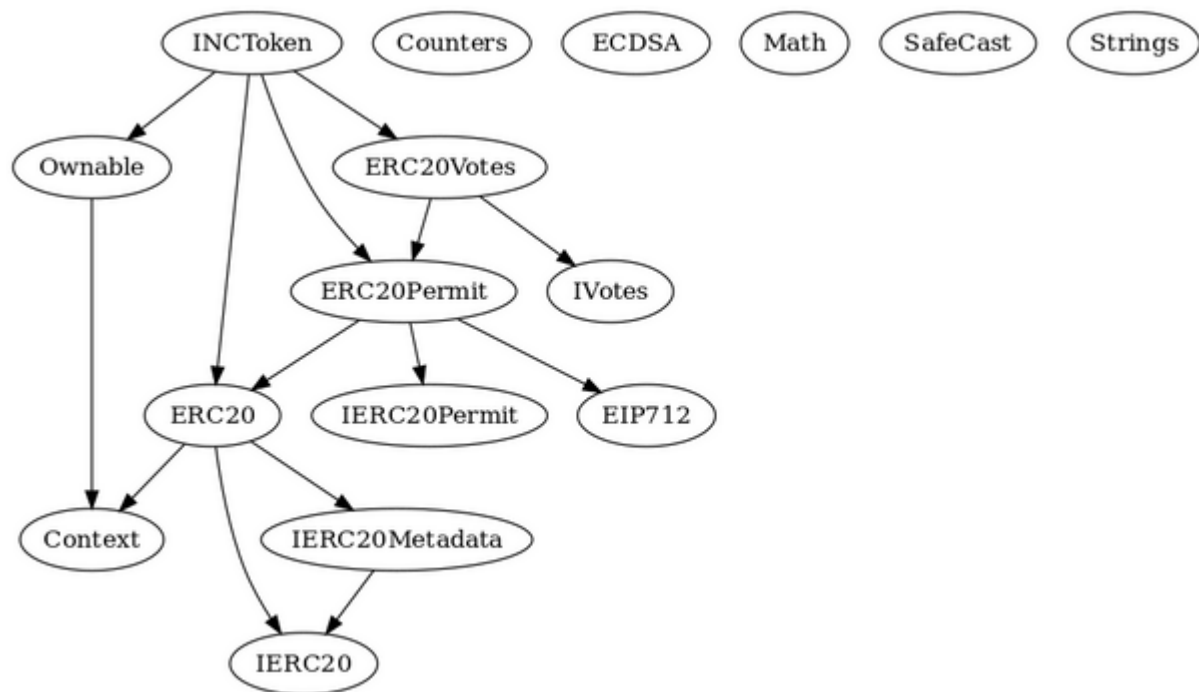 INCToken Counters ECDSA Math SafeCast Strings
Ownable ERC20Votes
ERC20Permit IVotes
ERC20 IERC20Permit EIP712
Context IERC20Metadata
IERC20